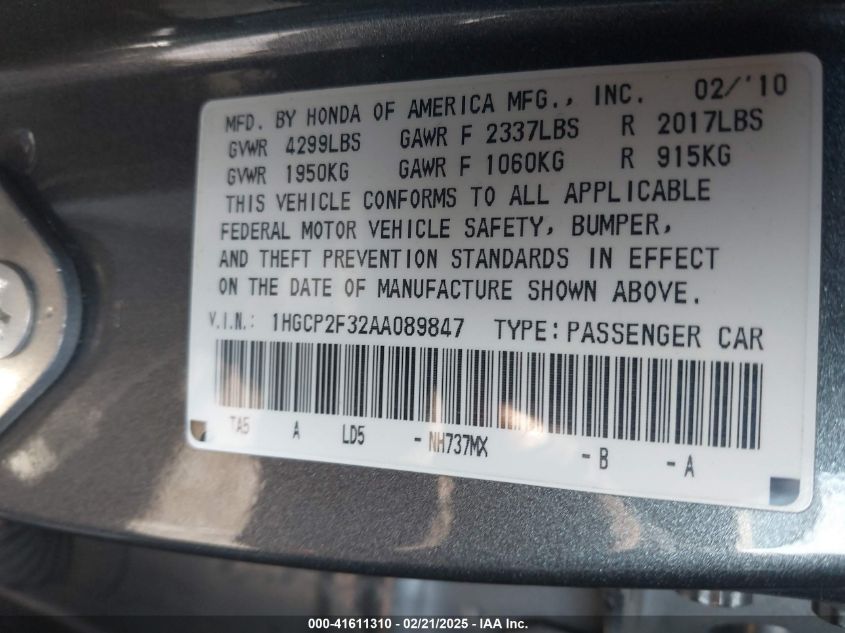 MFD. BY HONDA OF AMERICA MFG., INC. 02/'10
GVWR 4299LBS GAWR F 2337LBS R 2017LBS
GVWR 1950KG GAWR F 1060KG R 915KG
THIS VEHICLE CONFORMS TO ALL APPLICABLE
FEDERAL MOTOR VEHICLE SAFETY, BUMPER,
AND THEFT PREVENTION STANDARDS IN EFFECT
ON THE DATE OF MANUFACTURE SHOWN ABOVE.
V.I.N.: 1HGCP2F32AA089847 TYPE: PASSENGER CAR
TA5 A LD5 -NH737MX -B -A
000-41611310 — 02/21/2025 — IAA Inc.